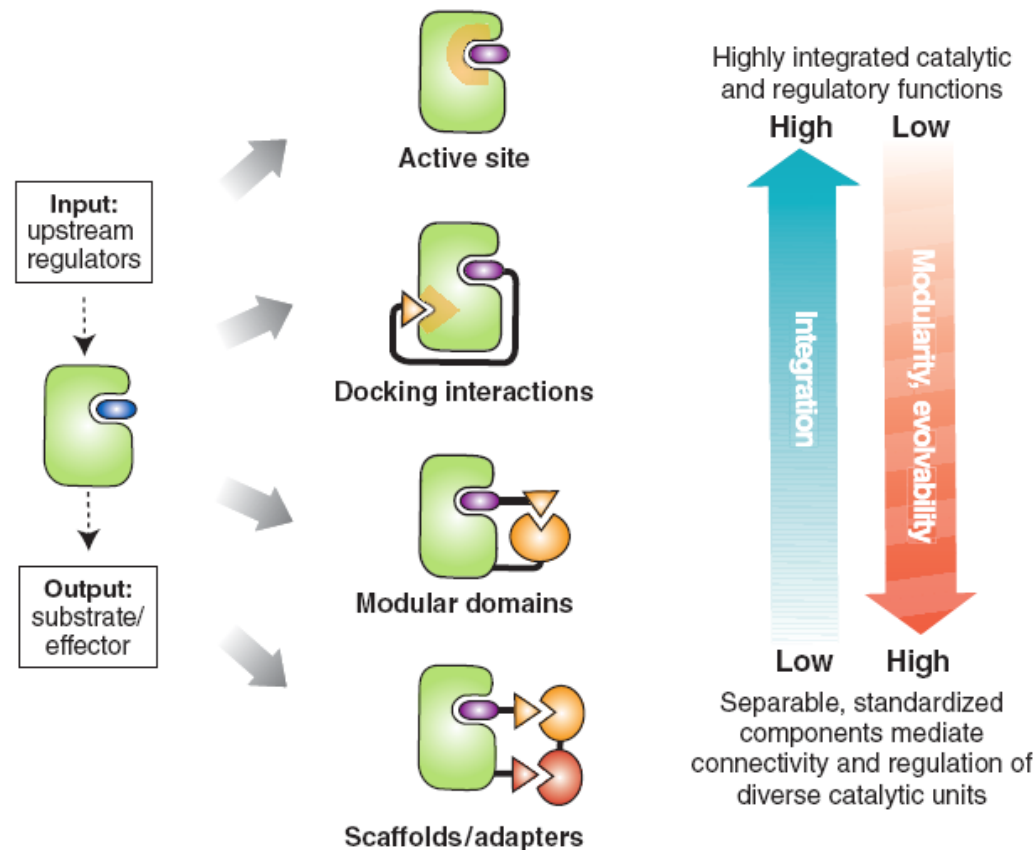 Input:
upstream
regulators
Output:
substrate/
effector
Active site
Docking interactions
Modular domains
Scaffolds/adapters
Highly integrated catalytic
and regulatory functions
High Low
Integration
Modularity, evolvability
Low High
Separable, standardized
components mediate
connectivity and regulation of
diverse catalytic units